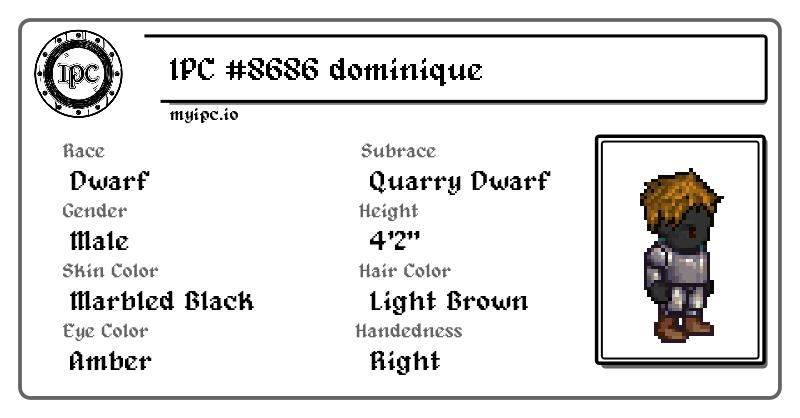 IPC
IPC #8686 dominique
myipc.io
Race
Dwarf
Subrace
Quarry Dwarf
Gender
Male
Height
4'2"
Skin Color
Marbled Black
Hair Color
Light Brown
Eye Color
Amber
Handedness
Right